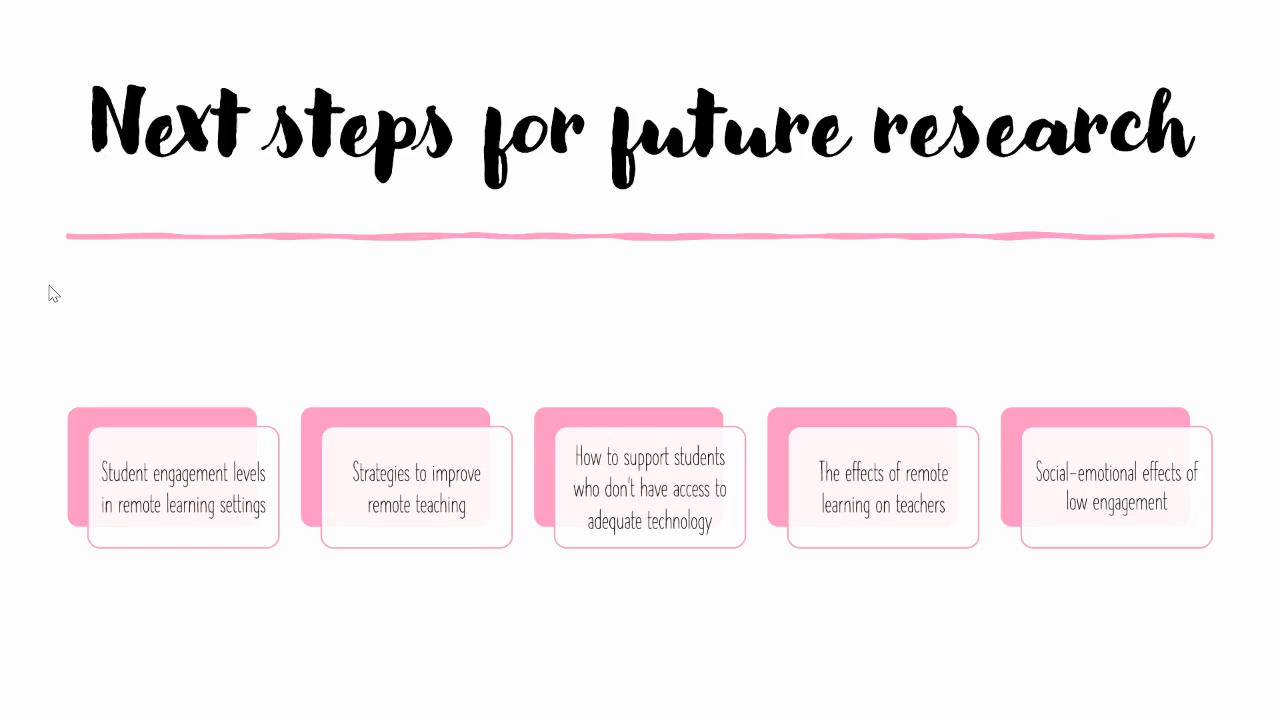 Next steps for future research
Student engagement levels
in remote learning settings
Strategies to improve
remote teaching
How to support students
who don't have access to
adequate technology
The effects of remote
learning on teachers
Social-emotional effects of
low engagement